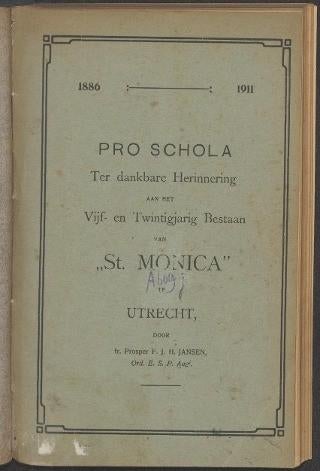 1886 1911
PRO SCHOLA
Ter dankbare Herinnering
AAN HET
Vijf- en Twintigjarig Bestaan
VAN
„St. MONICA”
TE
UTRECHT,
DOOR
fr. Prosper F. J. H. JANSEN,
Ord. E. S. P. Augⁱ.